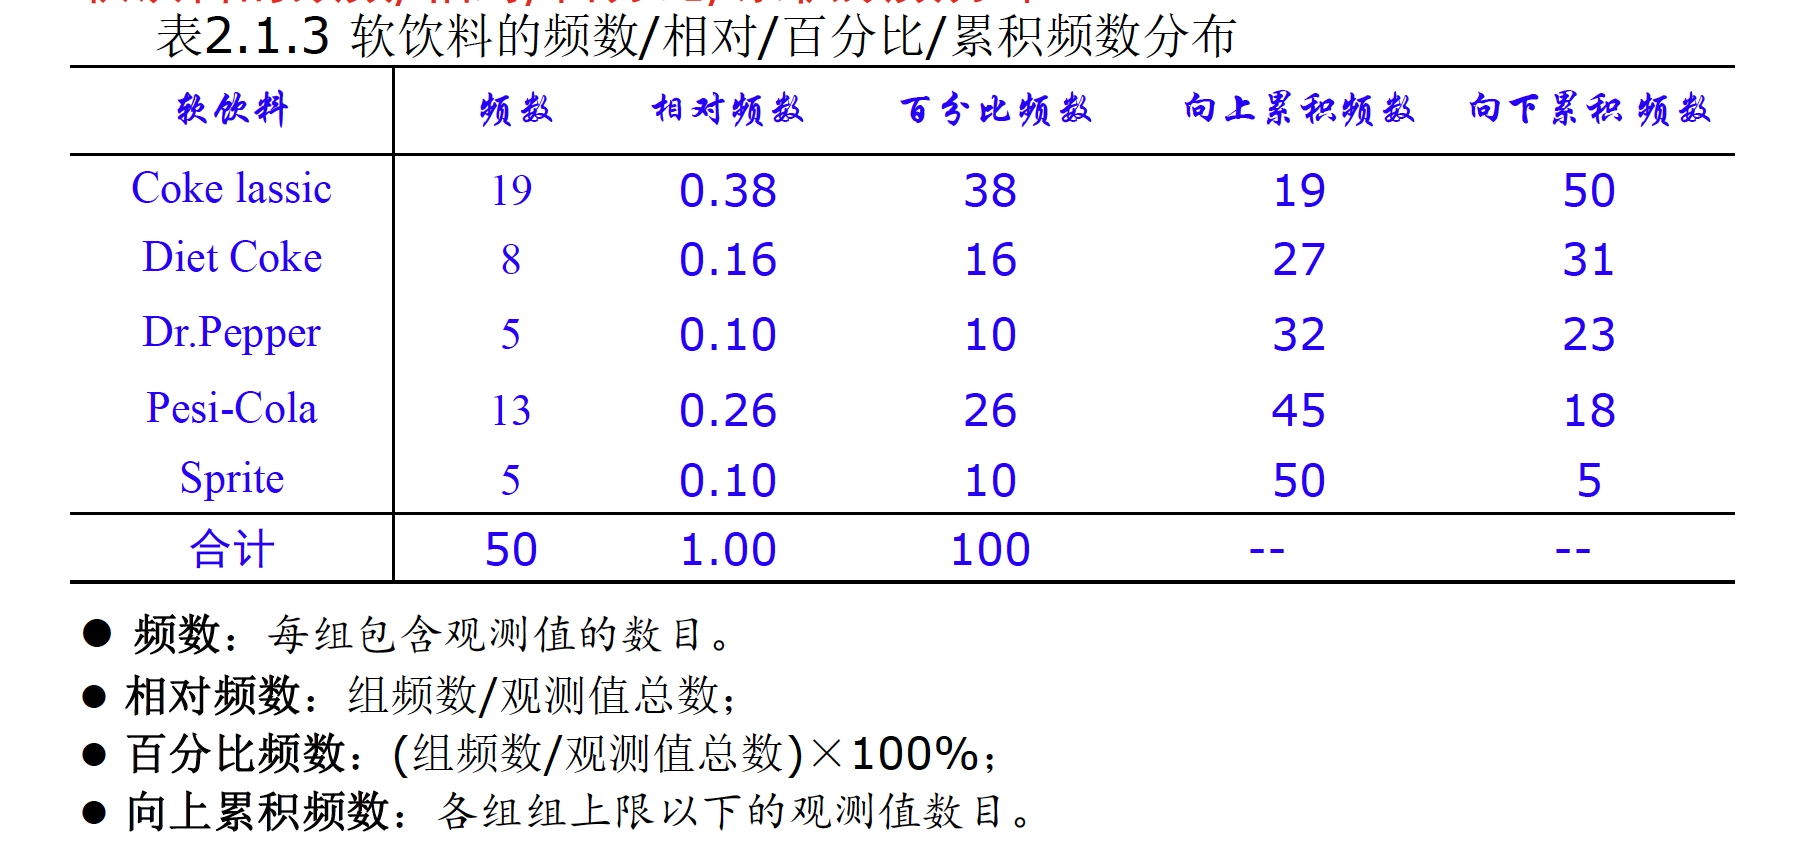 表2.1.3 软饮料的频数/相对/百分比/累积频数分布
软饮料 频数 相对频数 百分比频数 向上累积频数 向下累积 频数
Coke lassic 19 0.38 38 19 50
Diet Coke 8 0.16 16 27 31
Dr.Pepper 5 0.10 10 32 23
Pesi-Cola 13 0.26 26 45 18
Sprite 5 0.10 10 50 5
合计 50 1.00 100 -- --
● 频数：每组包含观测值的数目。
● 相对频数：组频数/观测值总数；
● 百分比频数：(组频数/观测值总数)×100%；
● 向上累积频数：各组组上限以下的观测值数目。